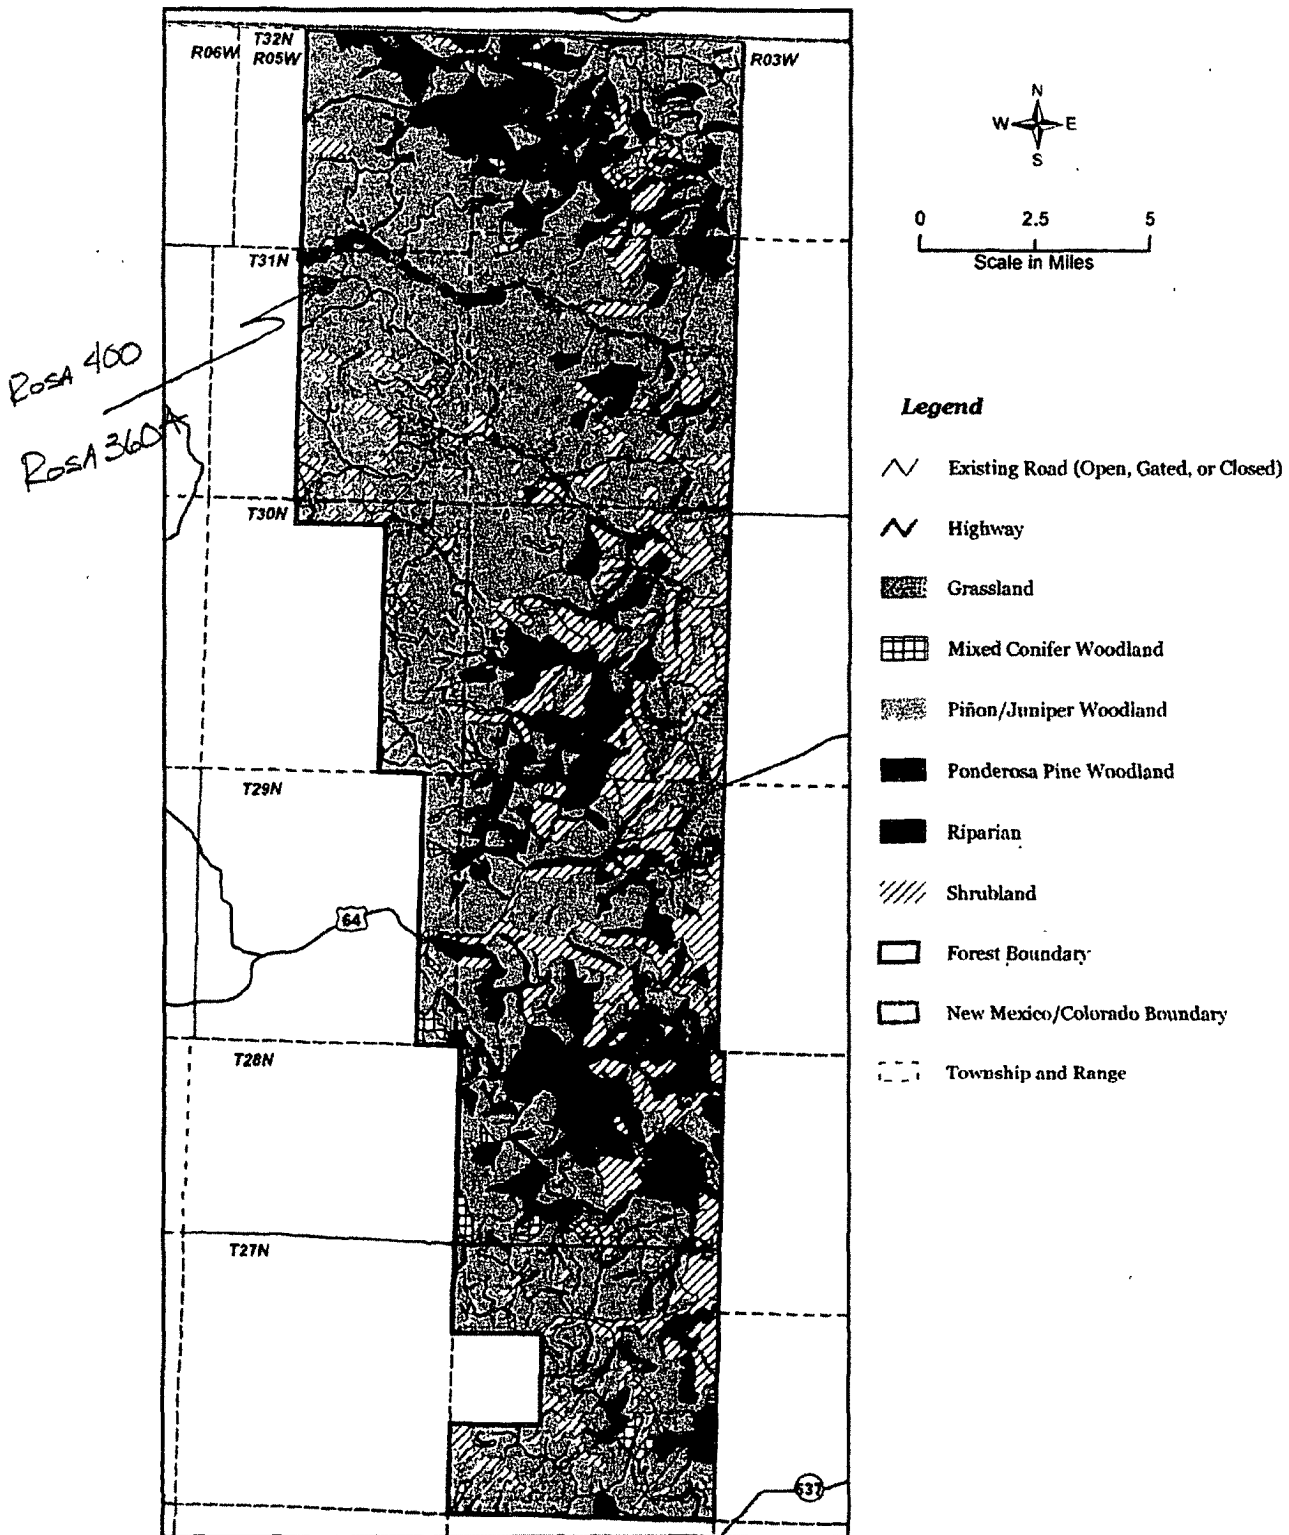 T32N
R06W R05W
R03W
N
W E
S
0 2.5 5
Scale in Miles
T31N
RosA 400
RosA 360A
T30N
Legend
Existing Road (Open, Gated, or Closed)
Highway
Grassland
Mixed Conifer Woodland
Piñon/Juniper Woodland
Ponderosa Pine Woodland
Riparian
Shrubland
Forest Boundary
New Mexico/Colorado Boundary
Township and Range
T29N
64
T28N
T27N
537